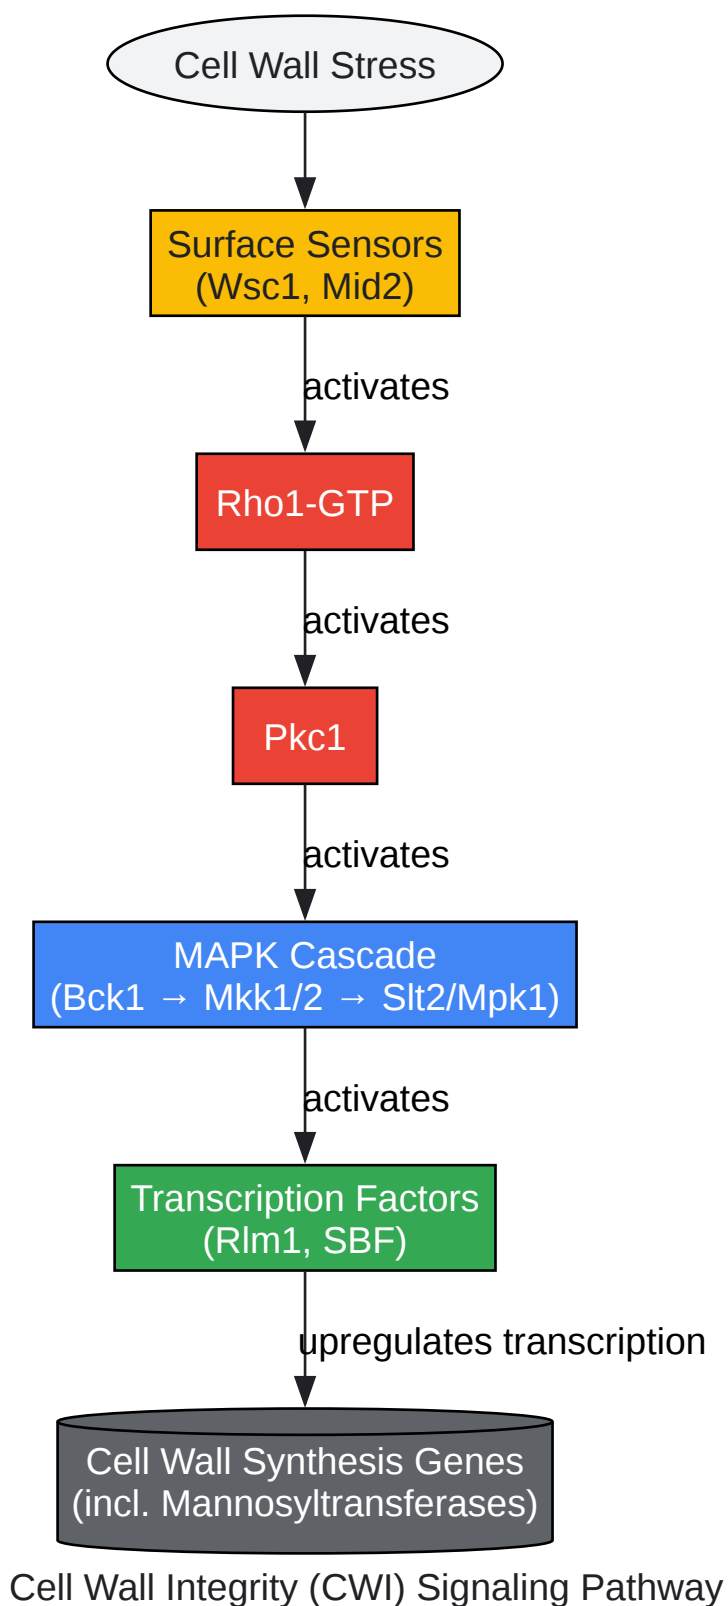 Cell Wall Stress
Surface Sensors
(Wsc1, Mid2)
activates
Rho1-GTP
activates
Pkc1
activates
MAPK Cascade
(Bck1 → Mkk1/2 → Slt2/Mpk1)
activates
Transcription Factors
(Rlm1, SBF)
upregulates transcription
Cell Wall Synthesis Genes
(incl. Mannosyltransferases)
Cell Wall Integrity (CWI) Signaling Pathway